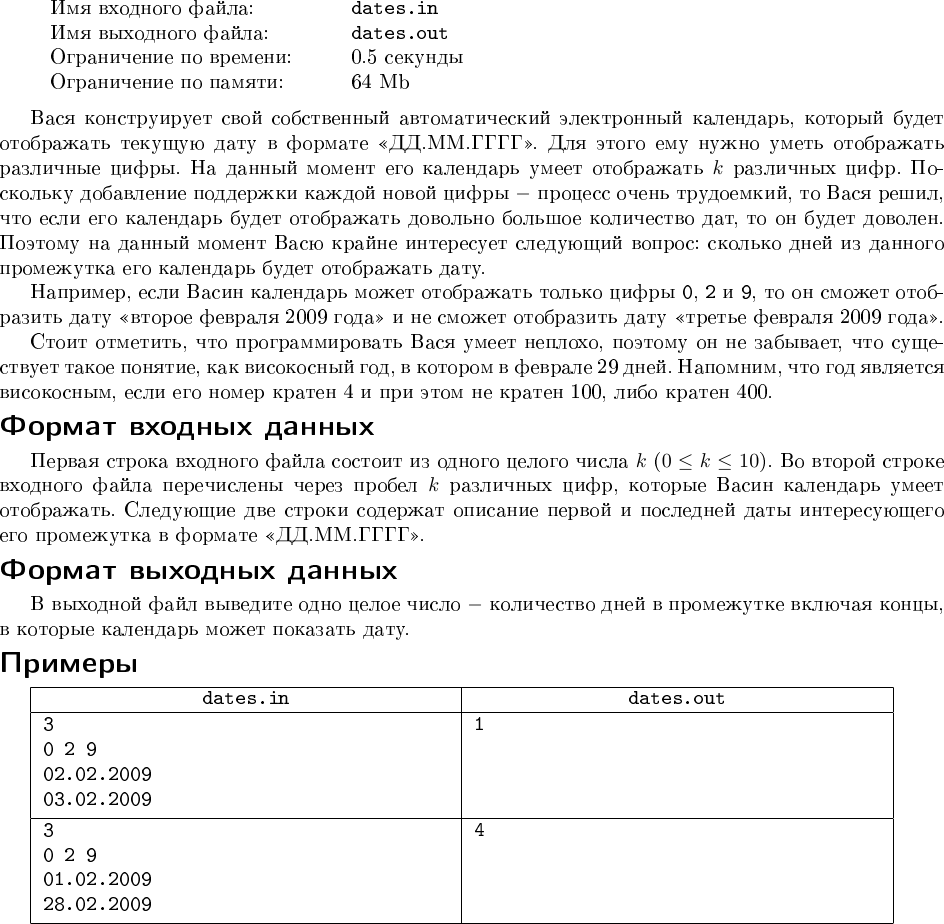 Имя входного файла: dates.in
Имя выходного файла: dates.out
Ограничение по времени: 0.5 секунды
Ограничение по памяти: 64 Mb
Вася конструирует свой собственный автоматический электронный календарь, который будет
отображать текущую дату в формате «ДД.ММ.ГГГГ». Для этого ему нужно уметь отображать
различные цифры. На данный момент его календарь умеет отображать k различных цифр. По-
скольку добавление поддержки каждой новой цифры – процесс очень трудоемкий, то Вася решил,
что если его календарь будет отображать довольно большое количество дат, то он будет доволен.
Поэтому на данный момент Васю крайне интересует следующий вопрос: сколько дней из данного
промежутка его календарь будет отображать дату.
Например, если Васин календарь может отображать только цифры 0, 2 и 9, то он сможет отоб-
разить дату «второе февраля 2009 года» и не сможет отобразить дату «третье февраля 2009 года».
Стоит отметить, что программировать Вася умеет неплохо, поэтому он не забывает, что суще-
ствует такое понятие, как високосный год, в котором в феврале 29 дней. Напомним, что год является
високосным, если его номер кратен 4 и при этом не кратен 100, либо кратен 400.
Формат входных данных
Первая строка входного файла состоит из одного целого числа k (0 ≤ k ≤ 10). Во второй строке
входного файла перечислены через пробел k различных цифр, которые Васин календарь умеет
отображать. Следующие две строки содержат описание первой и последней даты интересующего
его промежутка в формате «ДД.ММ.ГГГГ».
Формат выходных данных
В выходной файл выведите одно целое число – количество дней в промежутке включая концы,
в которые календарь может показать дату.
Примеры
dates.in dates.out
3 1
0 2 9
02.02.2009
03.02.2009
3 4
0 2 9
01.02.2009
28.02.2009